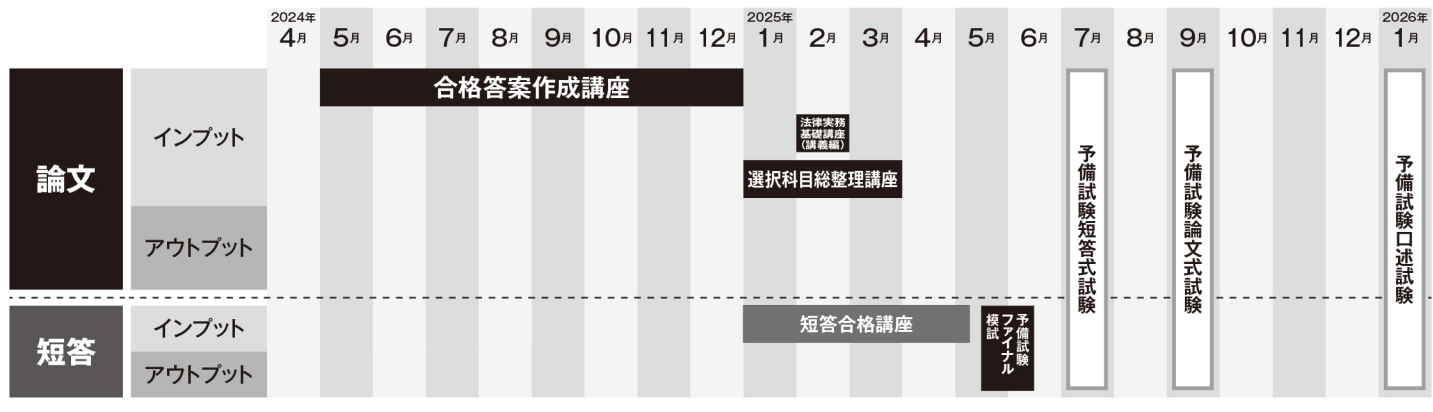 2024年 2025年 2026年
4月 5月 6月 7月 8月 9月 10月 11月 12月 1月 2月 3月 4月 5月 6月 7月 8月 9月 10月 11月 12月 1月
論文
インプット
アウトプット
合格答案作成講座
法律実務
基礎講座
（講義編）
選択科目総整理講座
短答
インプット
アウトプット
短答合格講座
予備試験
ファイナル
模試
予備試験短答式試験
予備試験論文式試験
予備試験口述試験